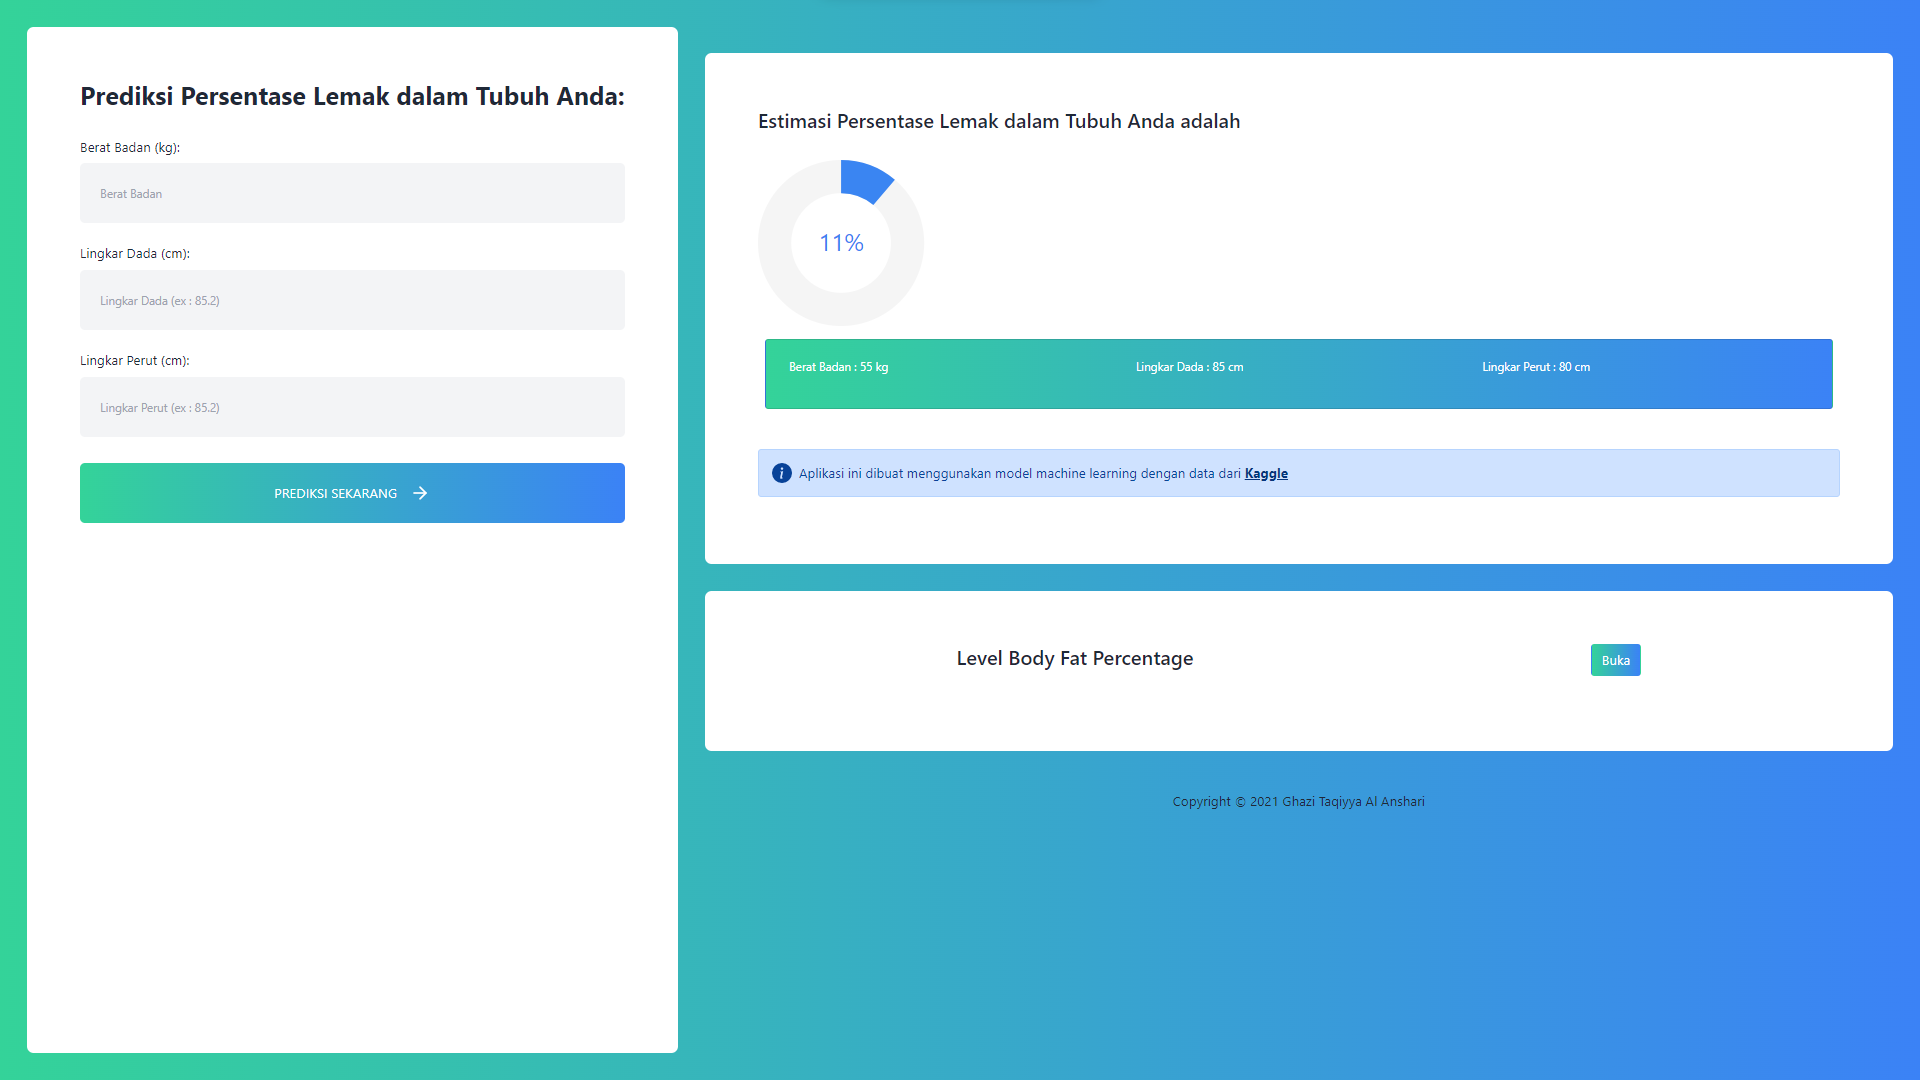 Prediksi Persentase Lemak dalam Tubuh Anda:
Berat Badan (kg):
Berat Badan
Lingkar Dada (cm):
Lingkar Dada (ex : 85.2)
Lingkar Perut (cm):
Lingkar Perut (ex : 85.2)
PREDIKSI SEKARANG
Estimasi Persentase Lemak dalam Tubuh Anda adalah
11%
Berat Badan : 55 kg
Lingkar Dada : 85 cm
Lingkar Perut : 80 cm
Aplikasi ini dibuat menggunakan model machine learning dengan data dari Kaggle
Level Body Fat Percentage
Buka
Copyright © 2021 Ghazi Taqiyya Al Anshari